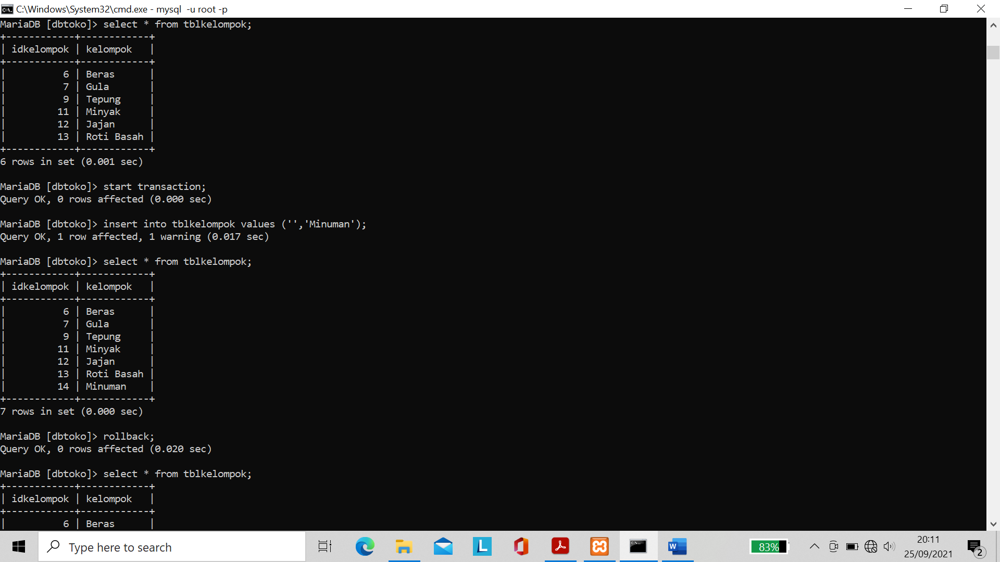 C:\Windows\System32\cmd.exe - mysql  -u root -p
MariaDB [dbtoko]> select * from tblkelompok;
+------------+------------+
| idkelompok | kelompok   |
+------------+------------+
|          6 | Beras      |
|          7 | Gula       |
|          9 | Tepung     |
|         11 | Minyak     |
|         12 | Jajan      |
|         13 | Roti Basah |
+------------+------------+
6 rows in set (0.001 sec)
MariaDB [dbtoko]> start transaction;
Query OK, 0 rows affected (0.000 sec)
MariaDB [dbtoko]> insert into tblkelompok values ('','Minuman');
Query OK, 1 row affected, 1 warning (0.017 sec)
MariaDB [dbtoko]> select * from tblkelompok;
+------------+------------+
| idkelompok | kelompok   |
+------------+------------+
|          6 | Beras      |
|          7 | Gula       |
|          9 | Tepung     |
|         11 | Minyak     |
|         12 | Jajan      |
|         13 | Roti Basah |
|         14 | Minuman    |
+------------+------------+
7 rows in set (0.000 sec)
MariaDB [dbtoko]> rollback;
Query OK, 0 rows affected (0.020 sec)
MariaDB [dbtoko]> select * from tblkelompok;
+------------+------------+
| idkelompok | kelompok   |
+------------+------------+
|          6 | Beras      |
Type here to search
L
W
83%
20:11
25/09/2021
2